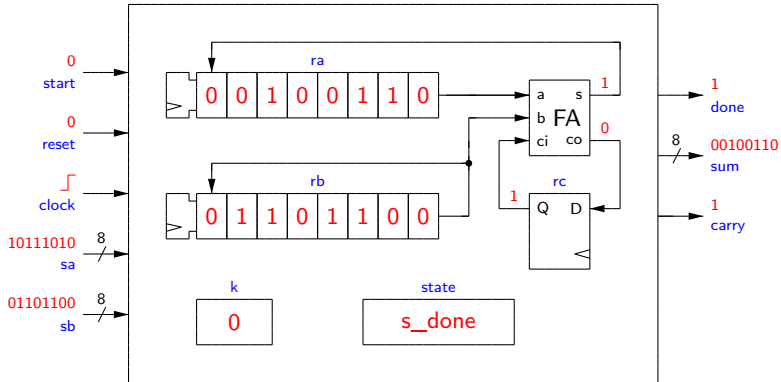 0
start
0
reset
clock
10111010
8
sa
01101100
8
sb
ra
0 0 1 0 0 1 1 0
rb
0 1 1 0 1 1 0 0
a s
b FA
ci co
1
0
rc
1
Q D
k
0
state
s_done
1
done
8
00100110
sum
1
carry